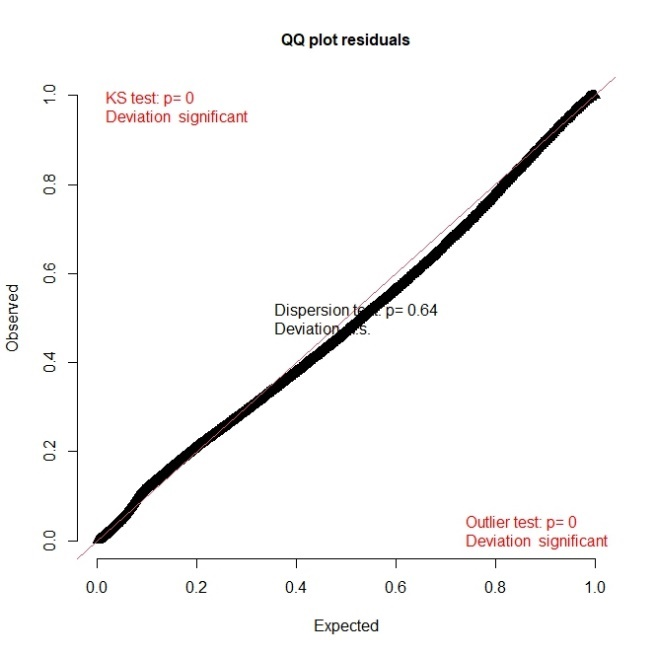 QQ plot residuals
KS test: p= 0
Deviation significant
1.0
0.8
0.6
0.4
0.2
0.0
Observed
Dispersion test: p= 0.64
Deviation n.s.
Outlier test: p= 0
Deviation significant
0.0 0.2 0.4 0.6 0.8 1.0
Expected